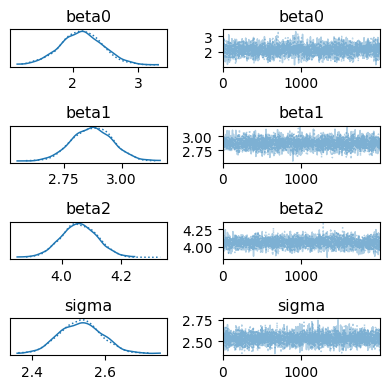 beta0 beta0
3
2
2 3 0 1000
beta1 beta1
3.00
2.75
2.75 3.00 0 1000
beta2 beta2
4.25
4.00
4.0 4.2 0 1000
sigma sigma
2.75
2.50
2.4 2.6 0 1000